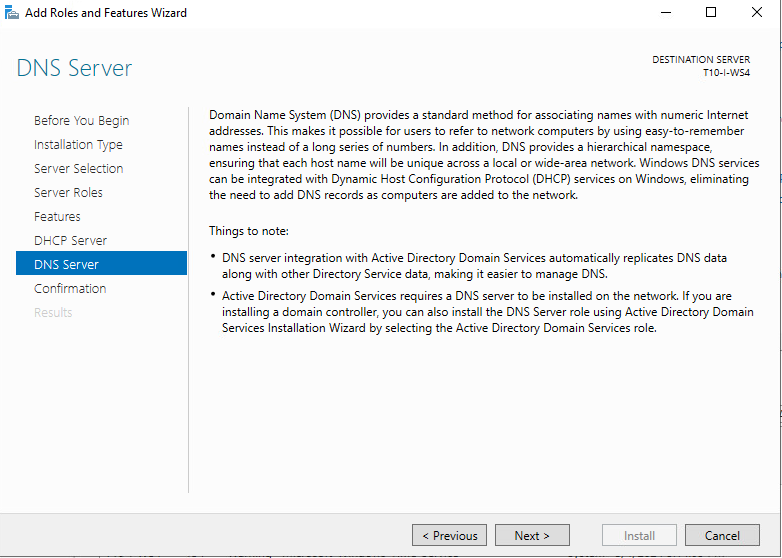 Add Roles and Features Wizard
DNS Server
DESTINATION SERVER
T10-I-WS4
Before You Begin
Installation Type
Server Selection
Server Roles
Features
DHCP Server
DNS Server
Confirmation
Results
Domain Name System (DNS) provides a standard method for associating names with numeric Internet
addresses. This makes it possible for users to refer to network computers by using easy-to-remember
names instead of a long series of numbers. In addition, DNS provides a hierarchical namespace,
ensuring that each host name will be unique across a local or wide-area network. Windows DNS services
can be integrated with Dynamic Host Configuration Protocol (DHCP) services on Windows, eliminating
the need to add DNS records as computers are added to the network.
Things to note:
• DNS server integration with Active Directory Domain Services automatically replicates DNS data
along with other Directory Service data, making it easier to manage DNS.
• Active Directory Domain Services requires a DNS server to be installed on the network. If you are
installing a domain controller, you can also install the DNS Server role using Active Directory Domain
Services Installation Wizard by selecting the Active Directory Domain Services role.
< Previous
Next >
Install
Cancel